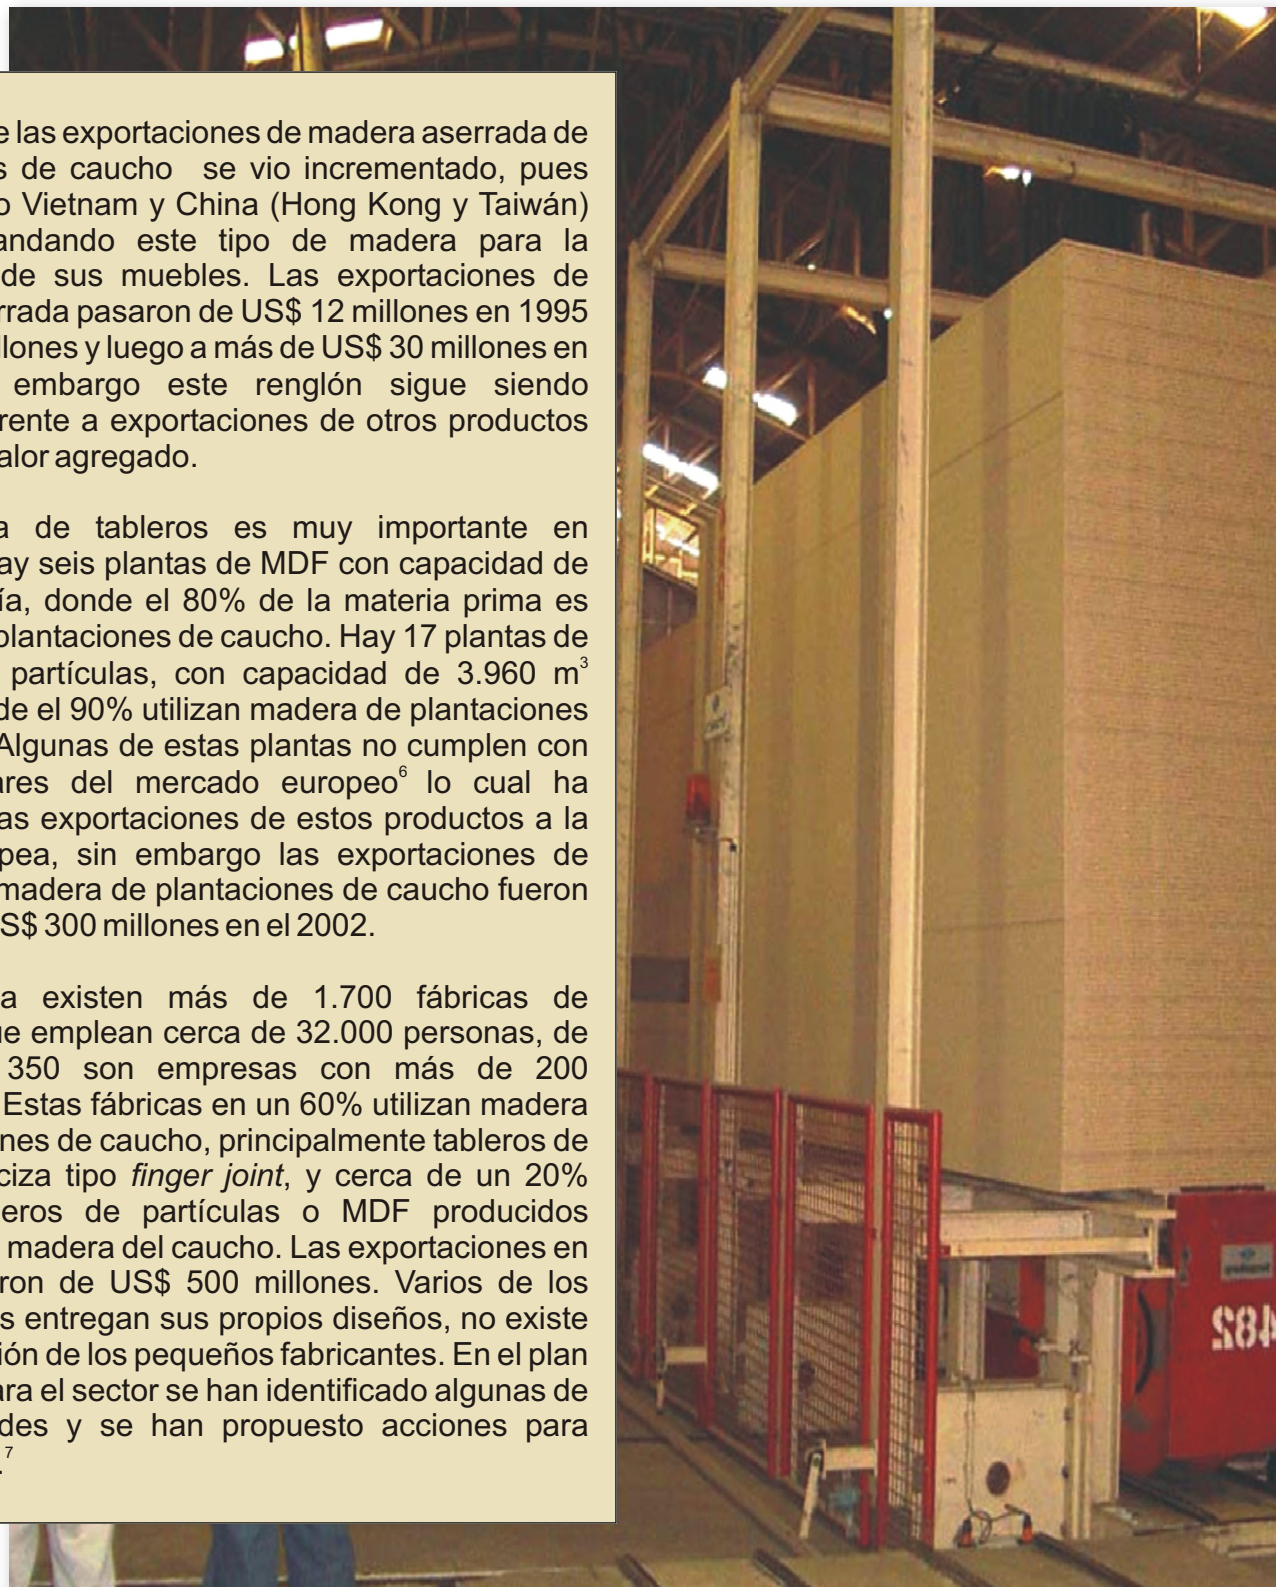 e las exportaciones de madera aserrada de
s de caucho se vio incrementado, pues
o Vietnam y China (Hong Kong y Taiwán)
andando este tipo de madera para la
de sus muebles. Las exportaciones de
rrada pasaron de US$ 12 millones en 1995
llones y luego a más de US$ 30 millones en
embargo este renglón sigue siendo
rente a exportaciones de otros productos
alor agregado.
a de tableros es muy importante en
ay seis plantas de MDF con capacidad de
ía, donde el 80% de la materia prima es
plantaciones de caucho. Hay 17 plantas de
partículas, con capacidad de 3.960 m³
de el 90% utilizan madera de plantaciones
Algunas de estas plantas no cumplen con
ares del mercado europeo⁶ lo cual ha
as exportaciones de estos productos a la
pea, sin embargo las exportaciones de
madera de plantaciones de caucho fueron
S$ 300 millones en el 2002.
a existen más de 1.700 fábricas de
ue emplean cerca de 32.000 personas, de
350 son empresas con más de 200
Estas fábricas en un 60% utilizan madera
nes de caucho, principalmente tableros de
ciza tipo finger joint, y cerca de un 20%
eros de partículas o MDF producidos
madera del caucho. Las exportaciones en
ron de US$ 500 millones. Varios de los
s entregan sus propios diseños, no existe
ión de los pequeños fabricantes. En el plan
ara el sector se han identificado algunas de
des y se han propuesto acciones para
.⁷